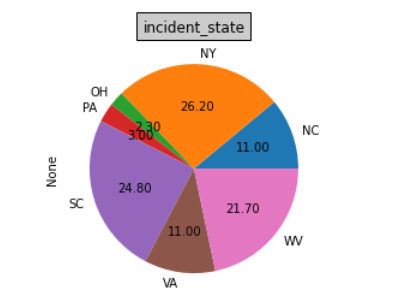 incident_state
NY
26.20
OH
2.30
PA
3.00
NC
11.00
None
SC
24.80
21.70
WV
11.00
VA